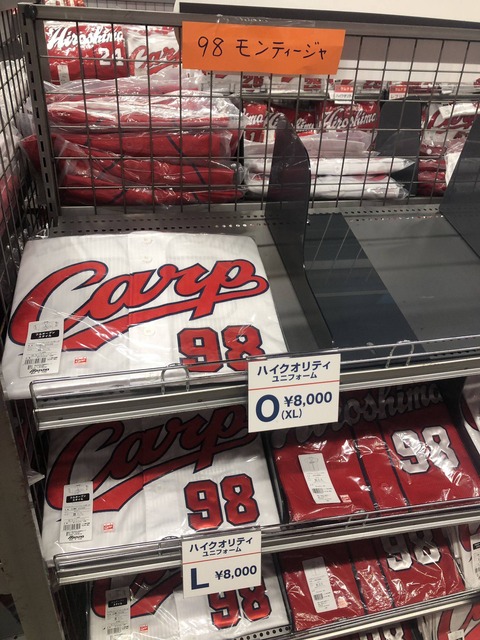 Hiroshima
98 モンティージャ
Hiroshima
Carp
98
ハイクオリティ
ユニフォーム
O ¥8,000
(XL)
Carp
98
Hiroshima
98
ハイクオリティ
ユニフォーム
L ¥8,000
98
98